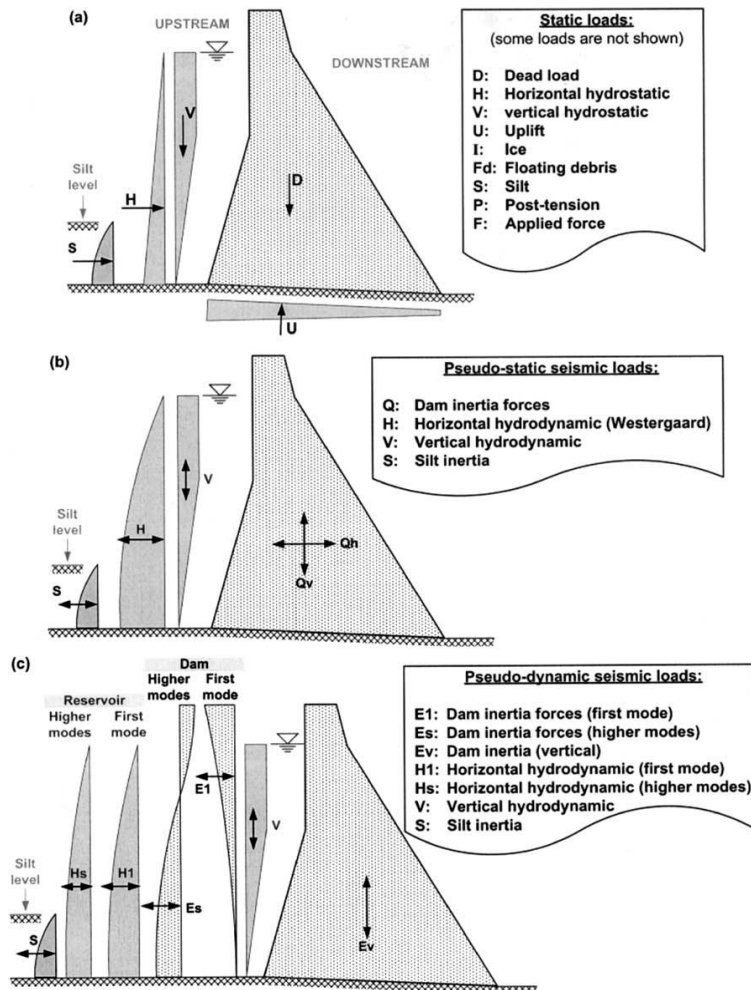 (a)
UPSTREAM
DOWNSTREAM
V
Silt
level
H
D
S
U
Static loads:
(some loads are not shown)
D: Dead load
H: Horizontal hydrostatic
V: vertical hydrostatic
U: Uplift
I: Ice
Fd: Floating debris
S: Silt
P: Post-tension
F: Applied force
(b)
V
Silt
level
H
Qh
Qv
S
Pseudo-static seismic loads:
Q: Dam inertia forces
H: Horizontal hydrodynamic (Westergaard)
V: Vertical hydrodynamic
S: Silt inertia
(c)
Dam
Higher First
modes mode
Reservoir
Higher First
modes mode
E1
V
Silt
level
Hs
H1
Es
S
Ev
Pseudo-dynamic seismic loads:
E1: Dam inertia forces (first mode)
Es: Dam inertia forces (higher modes)
Ev: Dam inertia (vertical)
H1: Horizontal hydrodynamic (first mode)
Hs: Horizontal hydrodynamic (higher modes)
V: Vertical hydrodynamic
S: Silt inertia